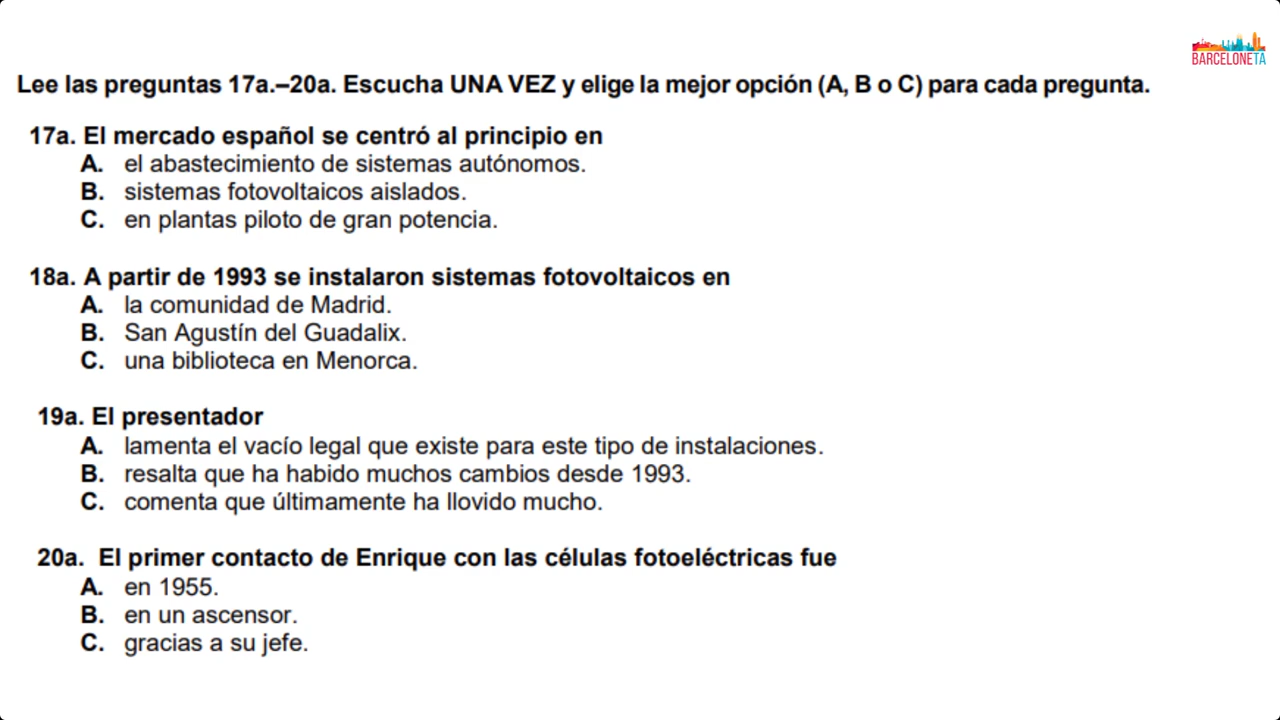 BARCELONETA
Lee las preguntas 17a.–20a. Escucha UNA VEZ y elige la mejor opción (A, B o C) para cada pregunta.
17a. El mercado español se centró al principio en
A. el abastecimiento de sistemas autónomos.
B. sistemas fotovoltaicos aislados.
C. en plantas piloto de gran potencia.
18a. A partir de 1993 se instalaron sistemas fotovoltaicos en
A. la comunidad de Madrid.
B. San Agustín del Guadalix.
C. una biblioteca en Menorca.
19a. El presentador
A. lamenta el vacío legal que existe para este tipo de instalaciones.
B. resalta que ha habido muchos cambios desde 1993.
C. comenta que últimamente ha llovido mucho.
20a. El primer contacto de Enrique con las células fotoeléctricas fue
A. en 1955.
B. en un ascensor.
C. gracias a su jefe.